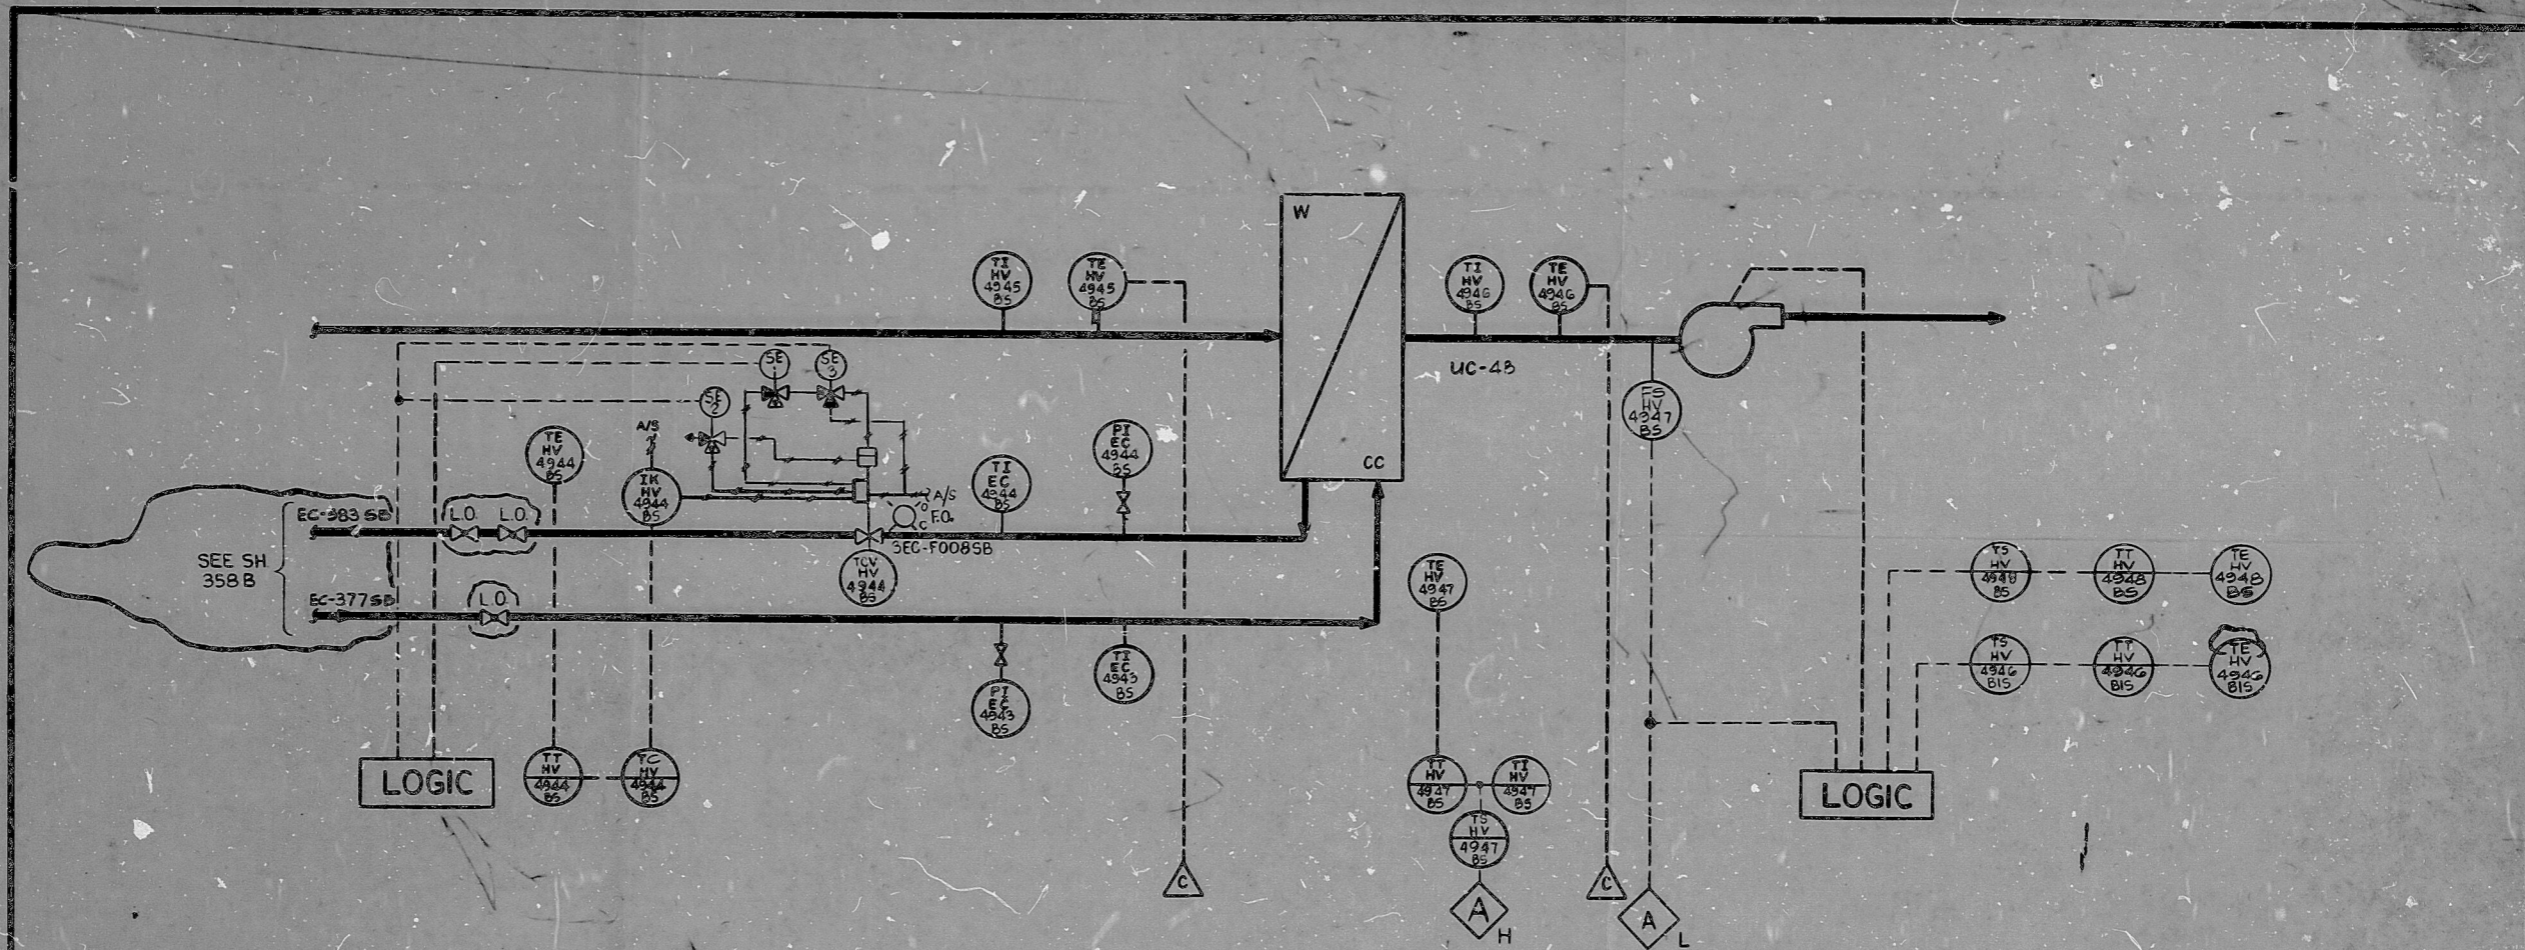 W
CC
TI
HV
4945
BS
TE
HV
4945
BS
TI
HV
4946
BS
TE
HV
4946
BS
UC-4B
FS
HV
4947
BS
SE
SE
3
SE
2
A/S
TE
HV
4944
BS
IK
HV
4944
BS
TI
EC
4944
BS
PI
EC
4944
BS
A/S
O
F.O.
C
EC-383 SB
L.O.
L.O.
3EC-F008SB
SEE SH
358B
TCV
HV
4944
BS
EC-377SB
L.O.
PI
EC
4943
BS
TI
EC
4943
BS
TE
HV
4947
BS
TS
HV
4948
BS
TT
HV
4948
BS
TE
HV
4948
BS
TS
HV
4946
BIS
TT
HV
4946
BIS
TE
HV
4946
BIS
LOGIC
TT
HV
4944
BS
TC
HV
4944
BS
TT
HV
4947
BS
TI
HV
4947
BS
TS
HV
4947
BS
LOGIC
C
A
H
C
A
L